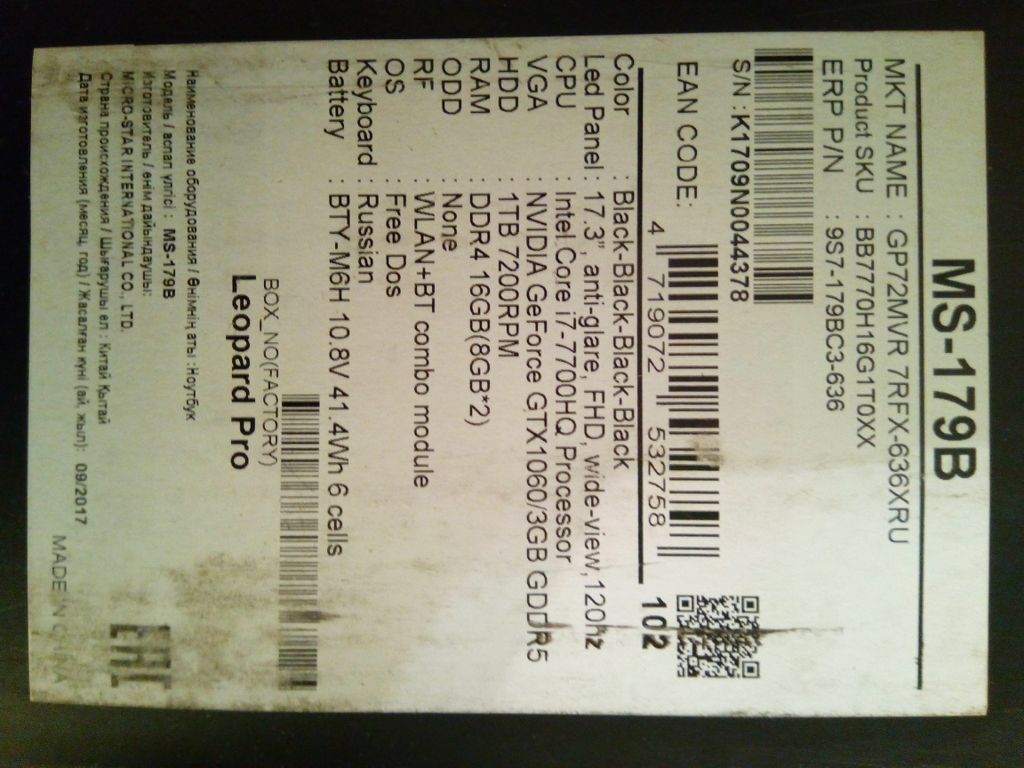 MS-179B
MKT NAME : GP72MVR 7RFX-636XRU
Product SKU : BB7770H16G1T0XX
ERP P/N : 9S7-179BC3-636
S/N :K1709N0044378
EAN CODE:
4 719072 532758
102
Color : Black-Black-Black-Black
Led Panel : 17.3", anti-glare, FHD, wide-view,120hz
CPU : Intel Core i7-7700HQ Processor
VGA : NVIDIA GeForce GTX1060/3GB GDDR5
HDD : 1TB 7200RPM
RAM : DDR4 16GB(8GB*2)
ODD : None
RF : WLAN+BT combo module
OS : Free Dos
Keyboard : Russian
Battery : BTY-M6H 10.8V 41.4Wh 6 cells
BOX_NO(FACTORY)
Leopard Pro
Наименование оборудования / Өнімнің аты :Ноутбук
Модель / аспап үлгісі : MS-179B
Изготовитель / өнім дайындаушы:
MICRO-STAR INTERNATIONAL CO., LTD.
Страна происхождения / Шығарушы ел : Китай Қытай
Дата изготовления (месяц, год) / Жасалған күні (ай, жыл): 09/2017
EAC
MADE IN CHINA